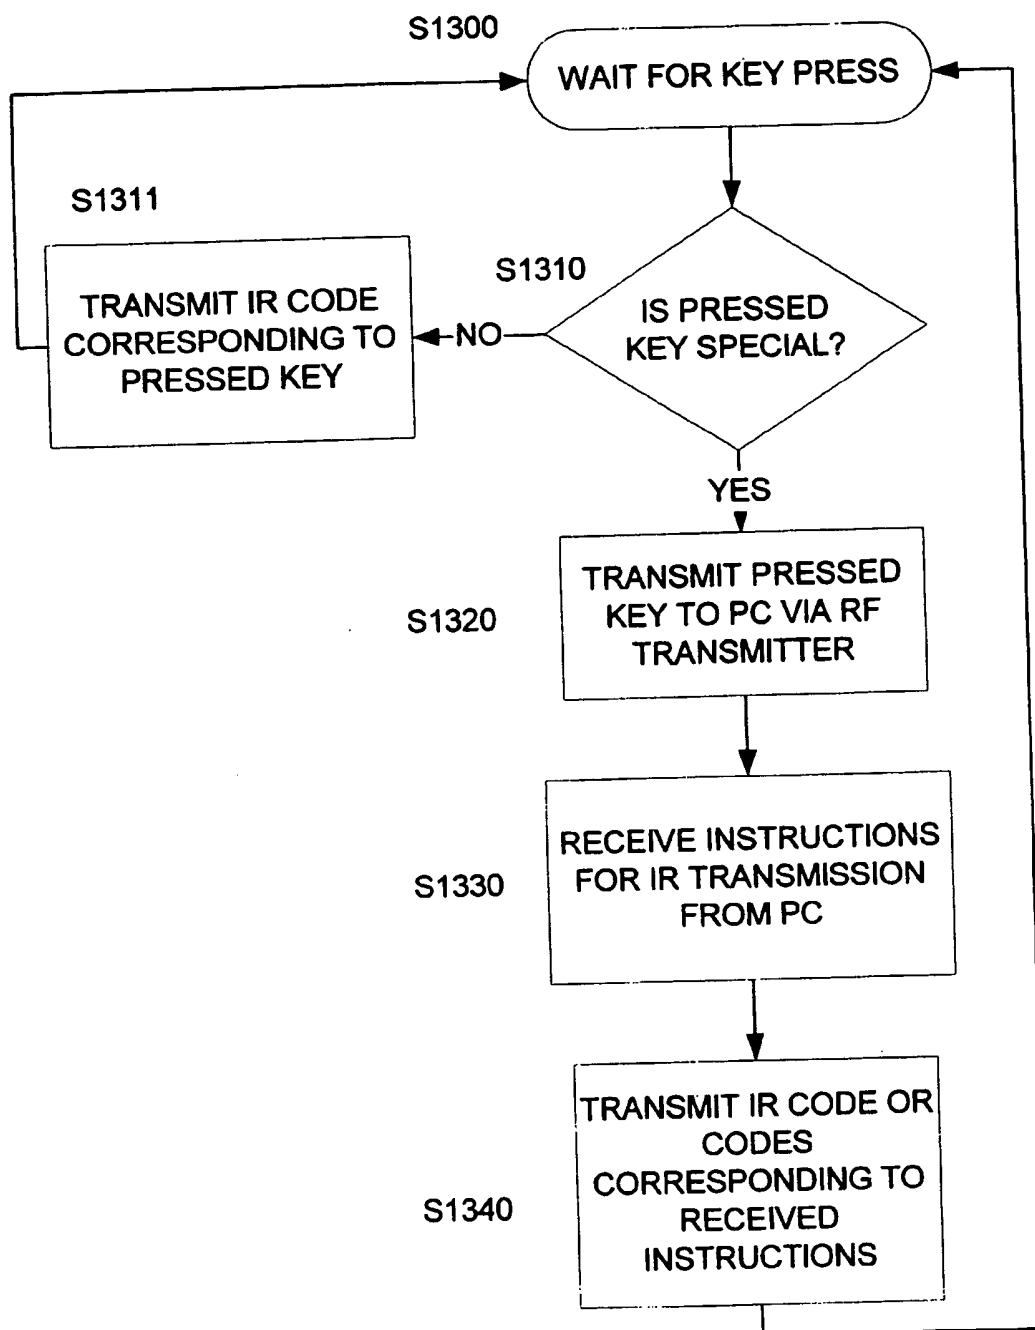 S1300
WAIT FOR KEY PRESS
S1311
TRANSMIT IR CODE
CORRESPONDING TO
PRESSED KEY
NO
S1310
IS PRESSED
KEY SPECIAL?
YES
S1320
TRANSMIT PRESSED
KEY TO PC VIA RF
TRANSMITTER
S1330
RECEIVE INSTRUCTIONS
FOR IR TRANSMISSION
FROM PC
S1340
TRANSMIT IR CODE OR
CODES
CORRESPONDING TO
RECEIVED
INSTRUCTIONS